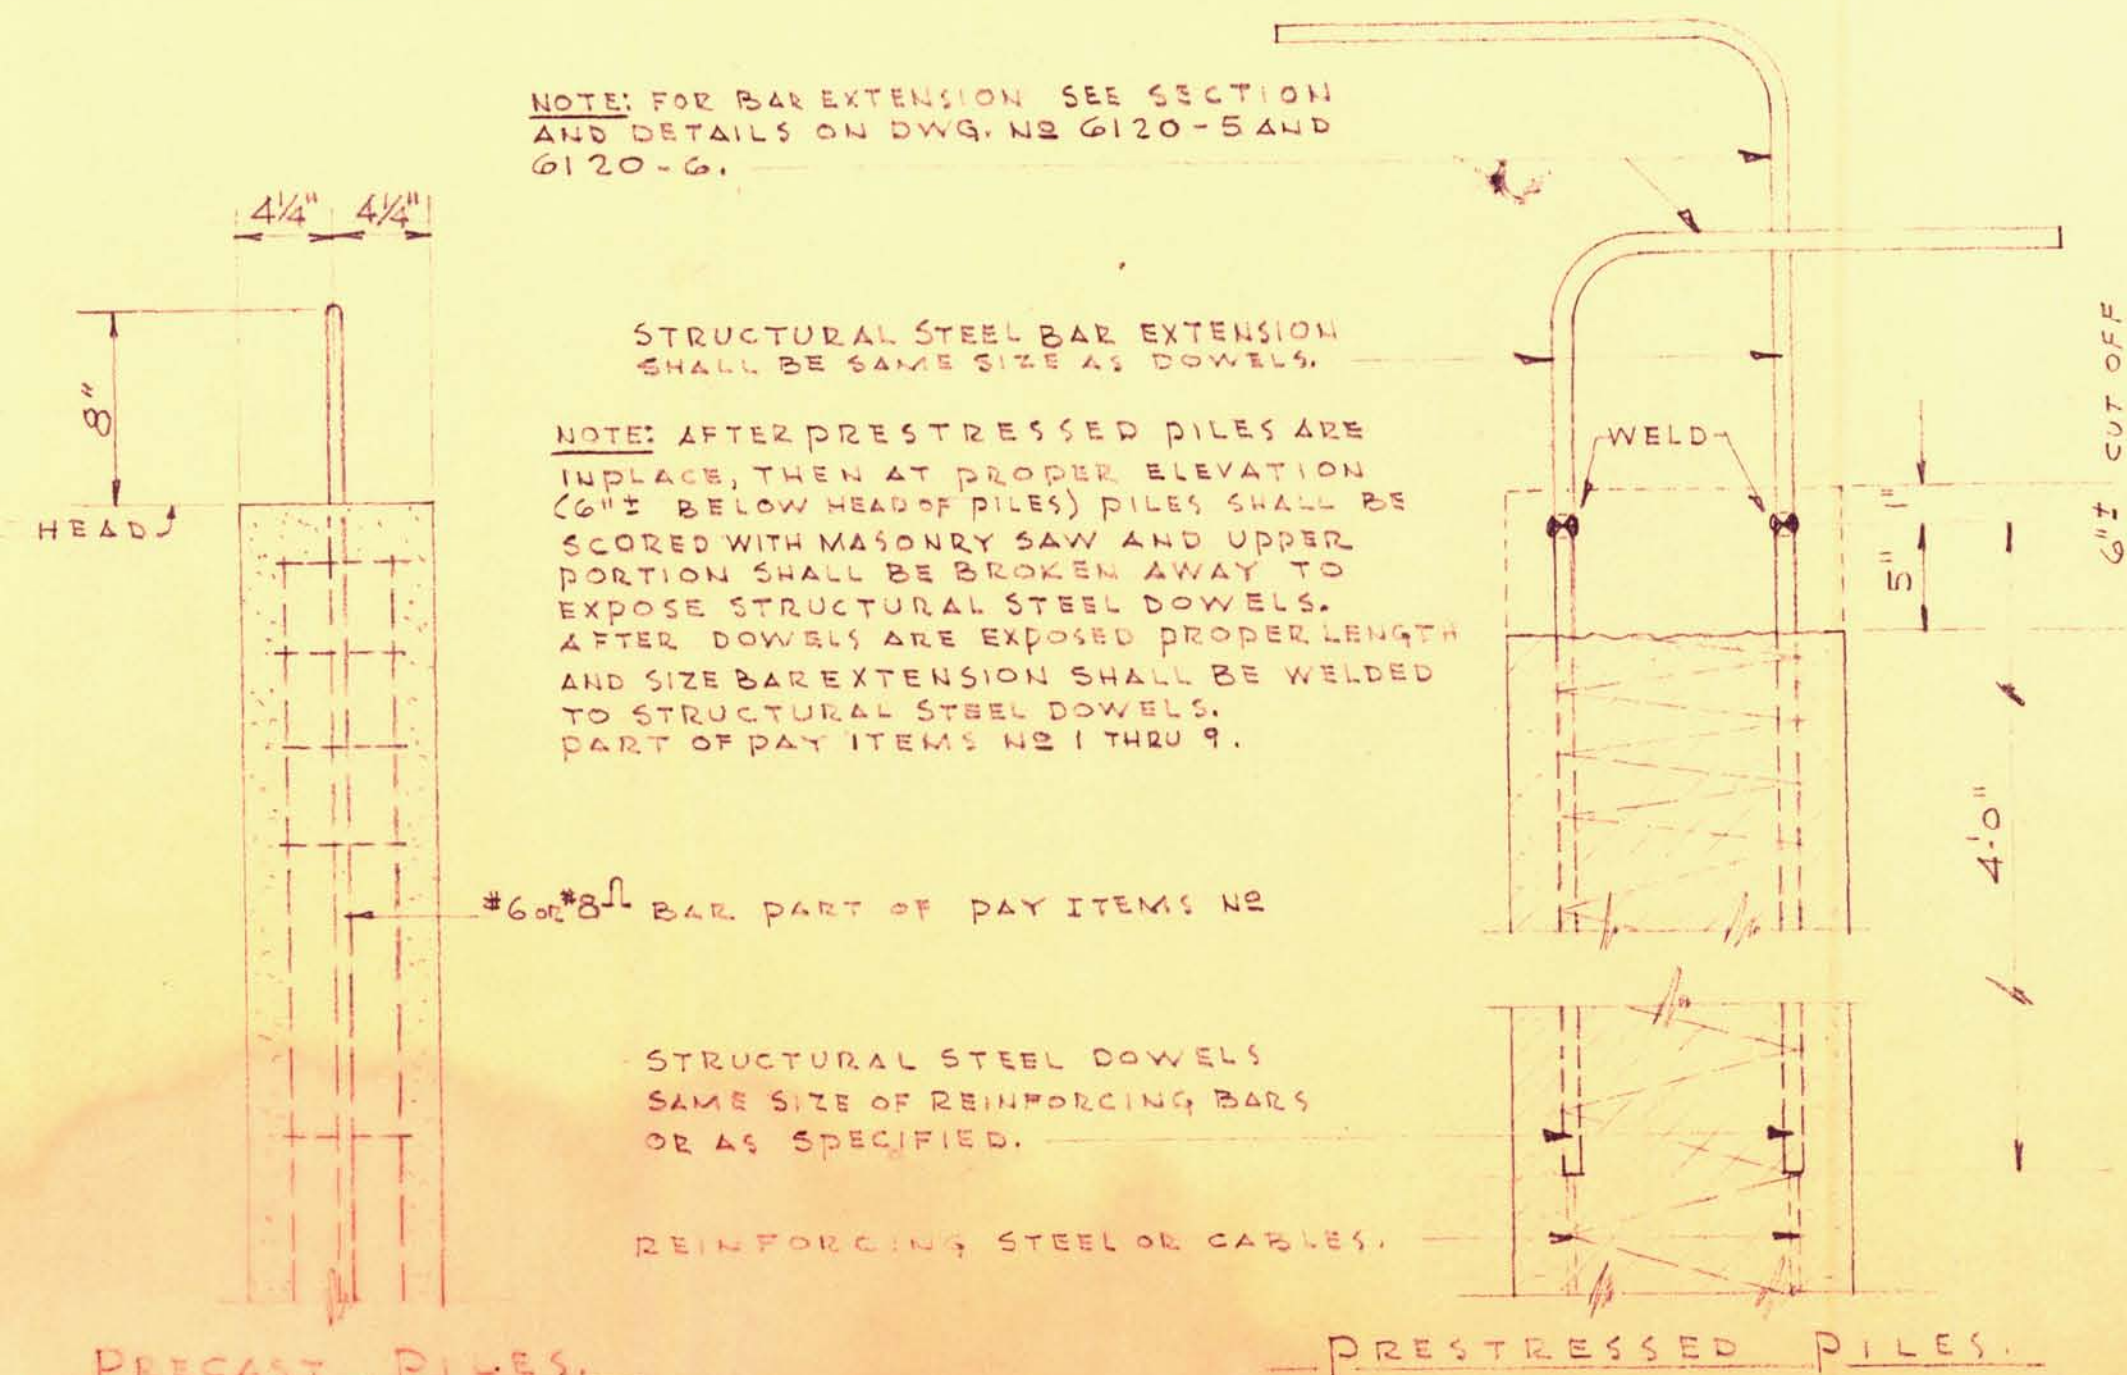 NOTE: FOR BAR EXTENSION SEE SECTION
AND DETAILS ON DWG. Nº 6120-5 AND
6120-6.
4¼" 4¼"
8"
HEAD
STRUCTURAL STEEL BAR EXTENSION
SHALL BE SAME SIZE AS DOWELS.
NOTE: AFTER PRESTRESSED PILES ARE
INPLACE, THEN AT PROPER ELEVATION
(6"± BELOW HEAD OF PILES) PILES SHALL BE
SCORED WITH MASONRY SAW AND UPPER
PORTION SHALL BE BROKEN AWAY TO
EXPOSE STRUCTURAL STEEL DOWELS.
AFTER DOWELS ARE EXPOSED PROPER LENGTH
AND SIZE BAR EXTENSION SHALL BE WELDED
TO STRUCTURAL STEEL DOWELS.
PART OF PAY ITEMS Nº 1 THRU 9.
#6 OR #8 BAR PART OF PAY ITEMS Nº
STRUCTURAL STEEL DOWELS
SAME SIZE OF REINFORCING BARS
OR AS SPECIFIED.
REINFORCING STEEL OR CABLES.
WELD
1"
5"
6"± CUT OFF
4'-0"
PRECAST PILES.
PRESTRESSED PILES.